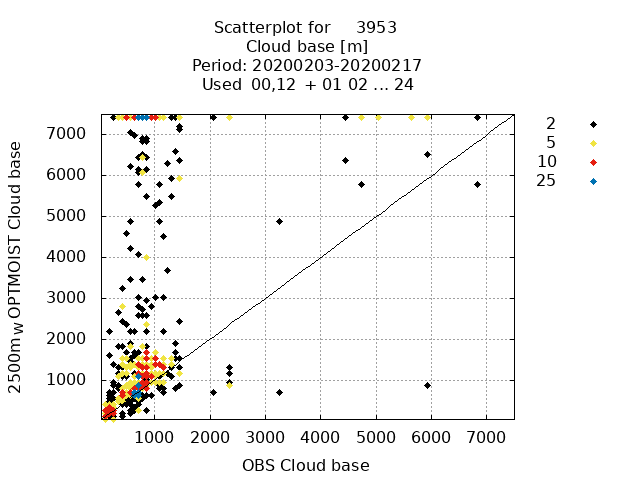 Scatterplot for 3953
Cloud base [m]
Period: 20200203-20200217
Used 00,12 + 01 02 ... 24
2
5
10
25
7000
6000
5000
4000
3000
2000
1000
2500m w OPTMOIST Cloud base
1000 2000 3000 4000 5000 6000 7000
OBS Cloud base